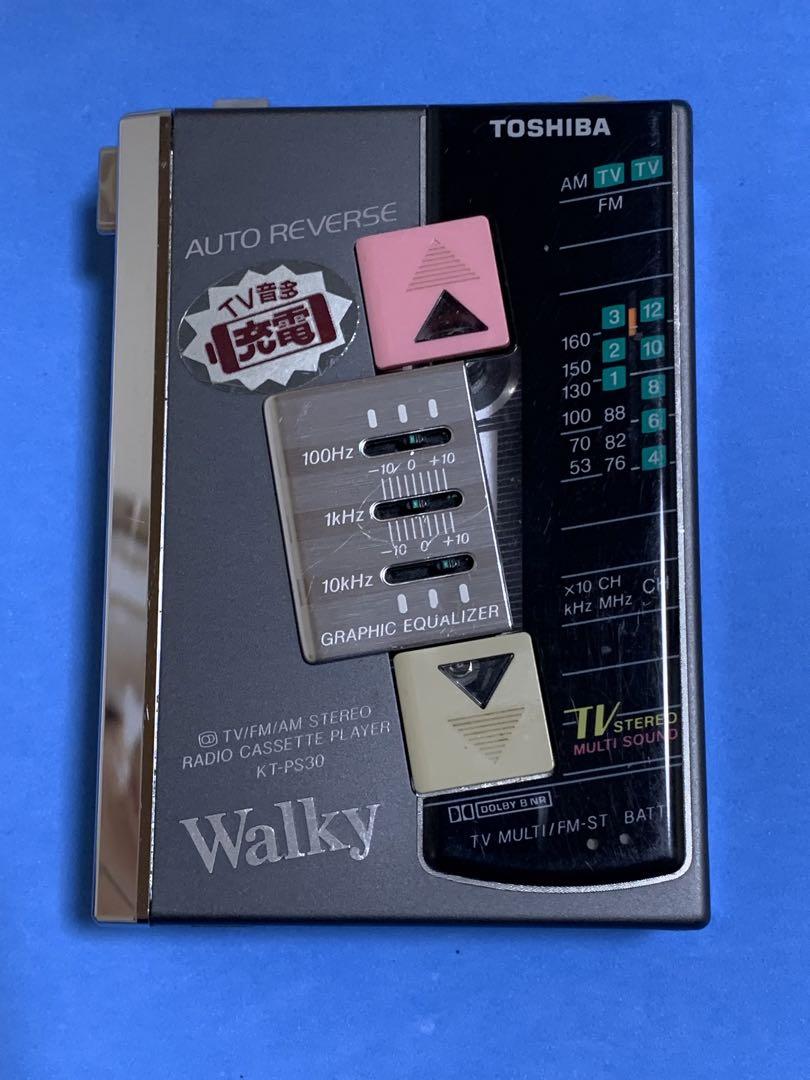 TOSHIBA
AM TV TV
FM
AUTO REVERSE
TV音多
充電
3 12
160
2 10
150
1
130
8
100 88
6
70 82
53 76 4
100Hz
-10 0 +10
1kHz
-10 0 +10
10kHz
GRAPHIC EQUALIZER
×10 CH CH
kHz MHz
TV/FM/AM STEREO
RADIO CASSETTE PLAYER
KT-PS30
TV STEREO
MULTI SOUND
Walky
DOLBY B NR
TV MULTI/FM-ST BATT